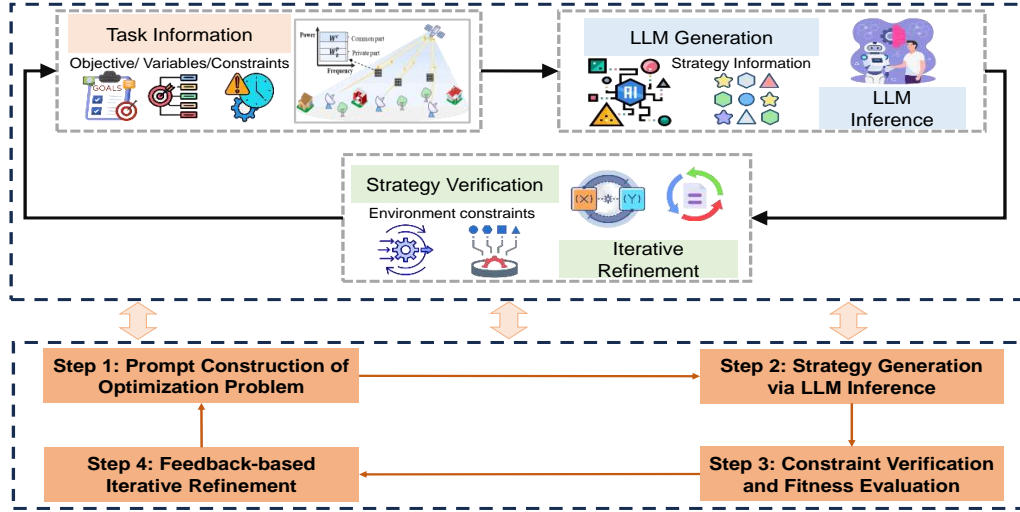 Task Information
Objective/ Variables/Constraints
GOALS
Power
W^c Common part
W_k^p Private part
Frequency
LLM Generation
Strategy Information
AI
LLM
Inference
Strategy Verification
Environment constraints
(X) (Y)
Iterative
Refinement
Step 1: Prompt Construction of
Optimization Problem
Step 2: Strategy Generation
via LLM Inference
Step 4: Feedback-based
Iterative Refinement
Step 3: Constraint Verification
and Fitness Evaluation